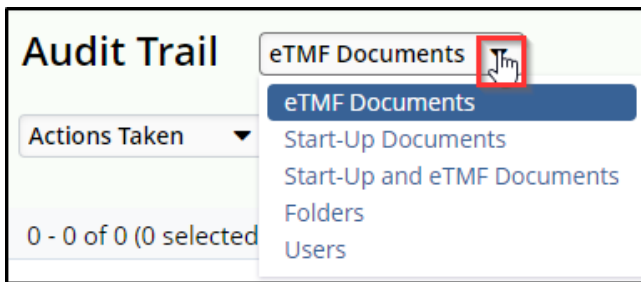 Audit Trail eTMF Documents
eTMF Documents
Actions Taken Start-Up Documents
Start-Up and eTMF Documents
Folders
0 - 0 of 0 (0 selected
Users